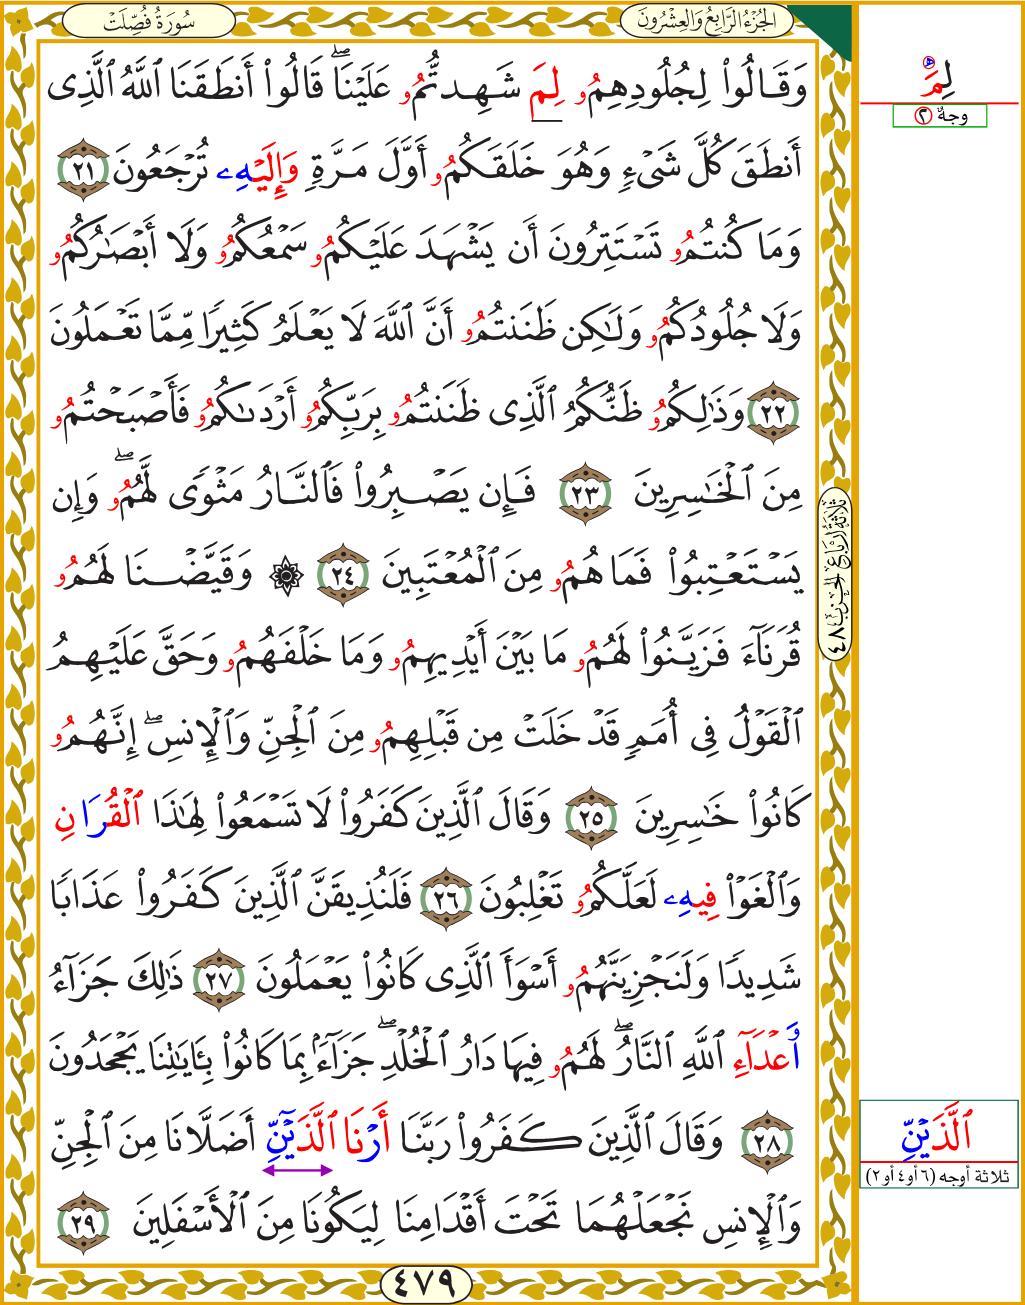 سُورَةُ فُصِّلَتْ
الجُزْءُ الرَّابِعُ وَالعِشْرُونَ
وَقَالُوا۟ لِجُلُودِهِمُۥ لِمَ شَهِدتُّمُۥ عَلَيْنَا ۖ قَالُوٓا۟ أَنطَقَنَا ٱللَّهُ ٱلَّذِى
أَنطَقَ كُلَّ شَىْءٍ وَهُوَ خَلَقَكُمُۥ أَوَّلَ مَرَّةٍ وَإِلَيْهِۦ تُرْجَعُونَ ٢١
وَمَا كُنتُمُۥ تَسْتَتِرُونَ أَن يَشْهَدَ عَلَيْكُمُۥ سَمْعُكُمُۥ وَلَا أَبْصَٰرُكُمُۥ
وَلَا جُلُودُكُمُۥ وَلَٰكِن ظَنَنتُمُۥ أَنَّ ٱللَّهَ لَا يَعْلَمُ كَثِيرًا مِّمَّا تَعْمَلُونَ
٢٢ وَذَٰلِكُمُۥ ظَنُّكُمُ ٱلَّذِى ظَنَنتُمُۥ بِرَبِّكُمُۥ أَرْدَىٰكُمُۥ فَأَصْبَحْتُمُۥ
مِنَ ٱلْخَٰسِرِينَ ٢٣ فَإِن يَصْبِرُوا۟ فَٱلنَّارُ مَثْوًى لَّهُمُۥ ۖ وَإِن
يَسْتَعْتِبُوا۟ فَمَا هُمُۥ مِنَ ٱلْمُعْتَبِينَ ٢٤ ۞ وَقَيَّضْنَا لَهُمُۥ
قُرَنَآءَ فَزَيَّنُوا۟ لَهُمُۥ مَا بَيْنَ أَيْدِيهِمُۥ وَمَا خَلْفَهُمُۥ وَحَقَّ عَلَيْهِمُ
ٱلْقَوْلُ فِى أُمَمٍ قَدْ خَلَتْ مِن قَبْلِهِمُۥ مِنَ ٱلْجِنِّ وَٱلْإِنسِ ۖ إِنَّهُمُۥ
كَانُوا۟ خَٰسِرِينَ ٢٥ وَقَالَ ٱلَّذِينَ كَفَرُوا۟ لَا تَسْمَعُوا۟ لِهَٰذَا ٱلْقُرَانِ
وَٱلْغَوْا۟ فِيهِۦ لَعَلَّكُمُۥ تَغْلِبُونَ ٢٦ فَلَنُذِيقَنَّ ٱلَّذِينَ كَفَرُوا۟ عَذَابًا
شَدِيدًا وَلَنَجْزِيَنَّهُمُۥ أَسْوَأَ ٱلَّذِى كَانُوا۟ يَعْمَلُونَ ٢٧ ذَٰلِكَ جَزَآءُ
أَعْدَآءِ ٱللَّهِ ٱلنَّارُ ۖ لَهُمُۥ فِيهَا دَارُ ٱلْخُلْدِ ۖ جَزَآءًۢ بِمَا كَانُوا۟ بِـَٔايَٰتِنَا يَجْحَدُونَ
٢٨ وَقَالَ ٱلَّذِينَ كَفَرُوا۟ رَبَّنَا أَرْنَا ٱلَّذَيْنِّ أَضَلَّانَا مِنَ ٱلْجِنِّ
وَٱلْإِنسِ نَجْعَلْهُمَا تَحْتَ أَقْدَامِنَا لِيَكُونَا مِنَ ٱلْأَسْفَلِينَ ٢٩
٤٧٩
ثَلَاثَةُ أَرْبَاعِ الحِزْبِ ٤٨
لِمَ
وجهٌ ٢
ٱلَّذَيْنِّ
ثلاثة أوجه (٦ أو ٤ أو ٢)